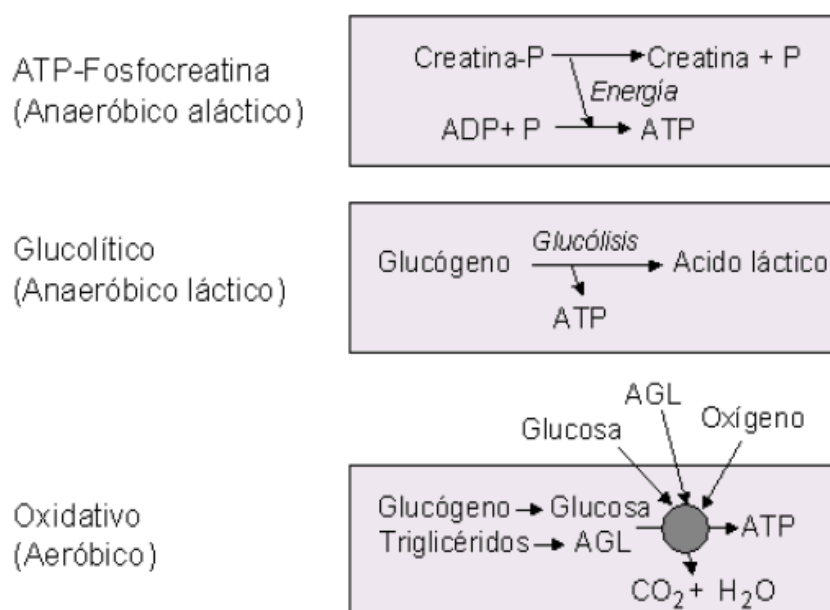 ATP-Fosfocreatina
(Anaeróbico aláctico)
Creatina-P
Creatina + P
Energía
ADP+ P
ATP
Glucolítico
(Anaeróbico láctico)
Glucólisis
Glucógeno
Acido láctico
ATP
AGL
Glucosa
Oxígeno
Oxidativo
(Aeróbico)
Glucógeno
Glucosa
Triglicéridos
AGL
ATP
CO₂ + H₂O